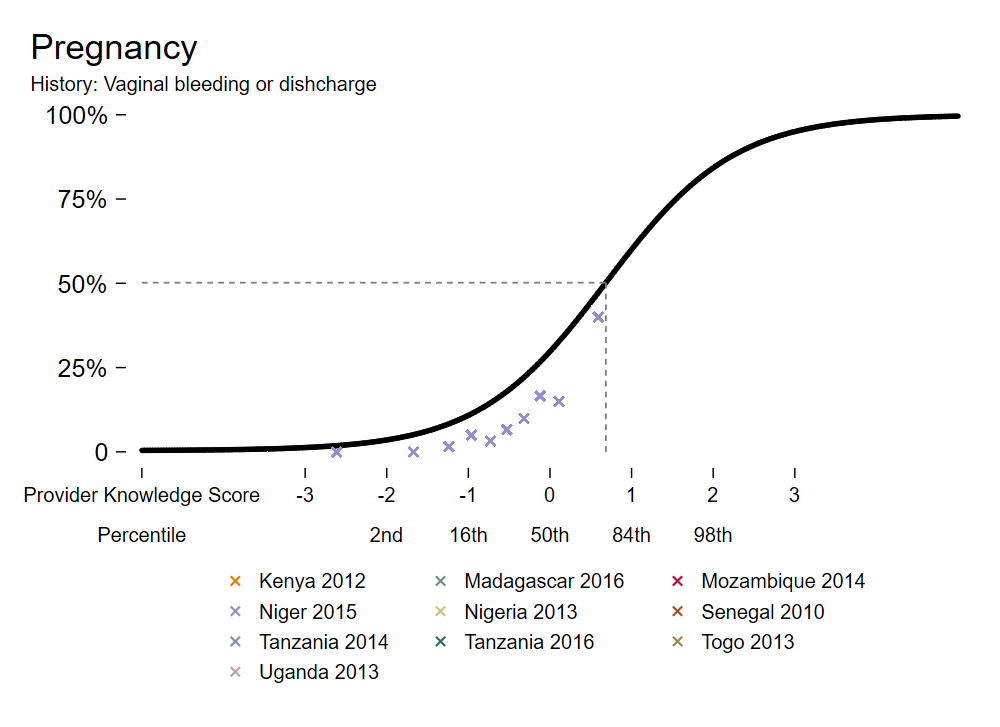 Pregnancy
History: Vaginal bleeding or dishcharge
100%
75%
50%
25%
0
Provider Knowledge Score -3 -2 -1 0 1 2 3
Percentile 2nd 16th 50th 84th 98th
Kenya 2012 Madagascar 2016 Mozambique 2014
Niger 2015 Nigeria 2013 Senegal 2010
Tanzania 2014 Tanzania 2016 Togo 2013
Uganda 2013